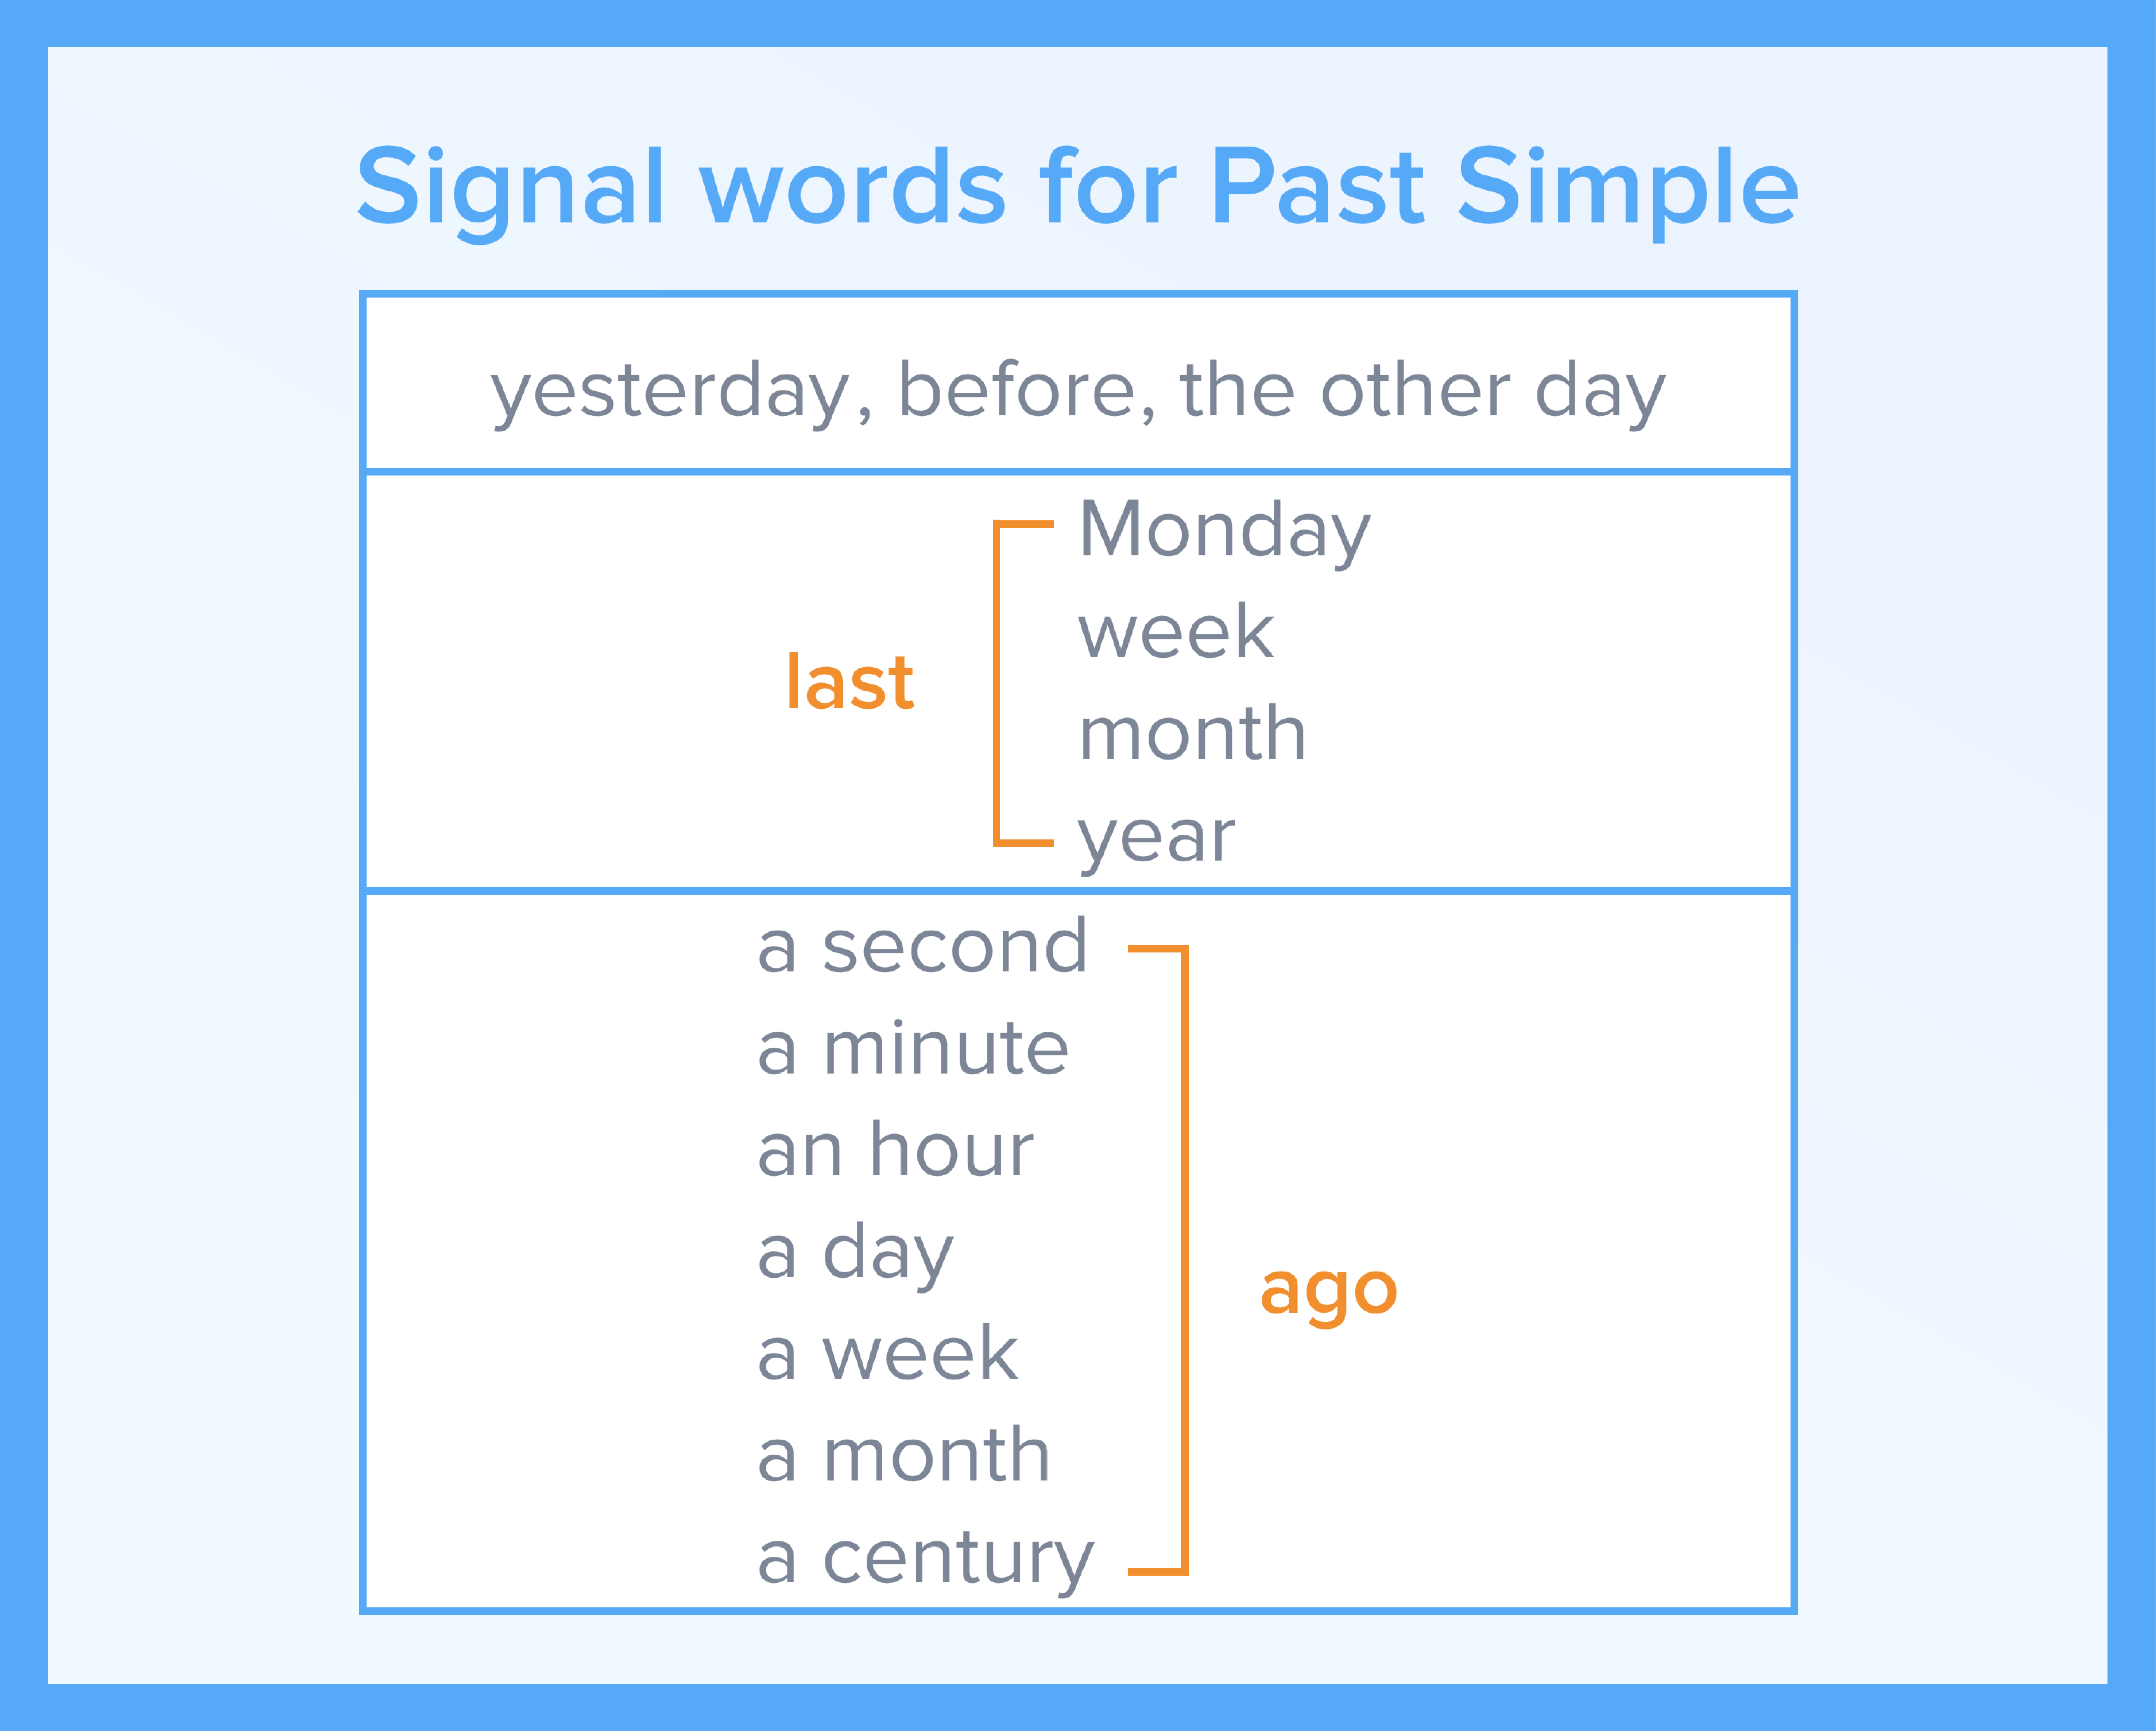 Signal words for Past Simple
yesterday, before, the other day
last
Monday
week
month
year
a second
a minute
an hour
a day
a week
a month
a century
ago